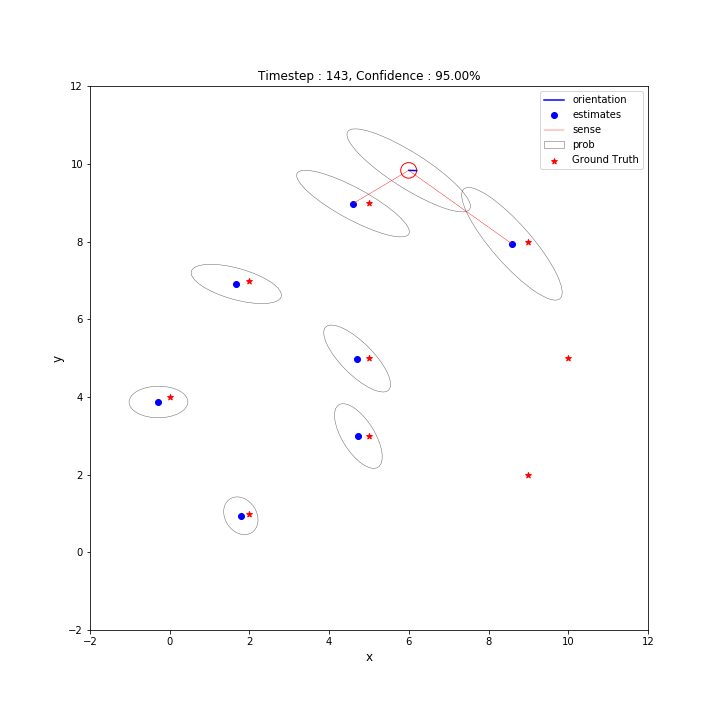 Timestep : 143, Confidence : 95.00%
orientation
estimates
sense
prob
Ground Truth
12
10
8
6
4
2
0
−2
y
−2 0 2 4 6 8 10 12
x